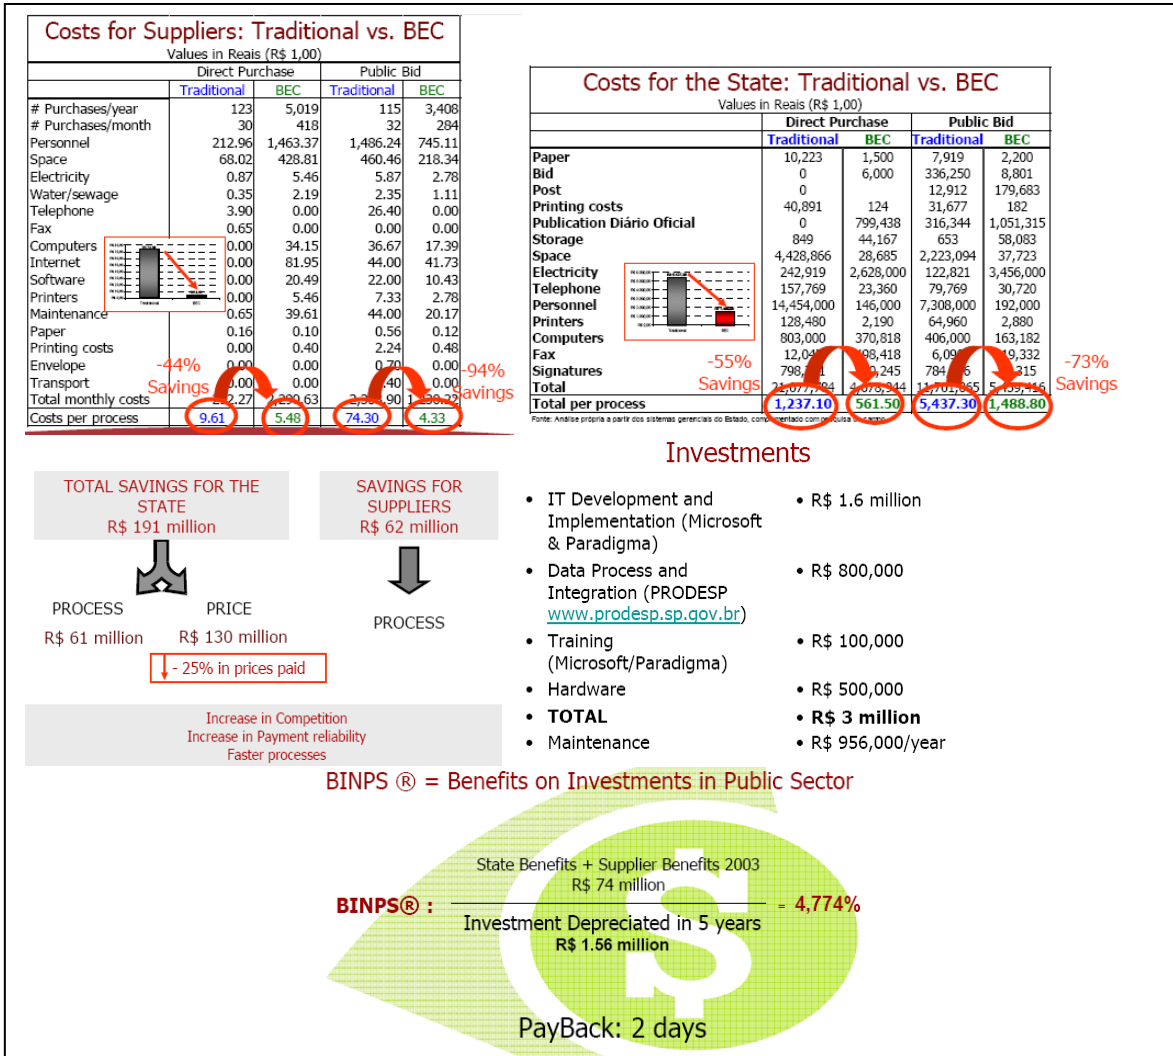 Costs for Suppliers: Traditional vs. BEC
Values in Reais (R$ 1,00)
Direct Purchase Public Bid
Traditional BEC Traditional BEC
# Purchases/year 123 5,019 115 3,408
# Purchases/month 30 418 32 284
Personnel 212.96 1,463.37 1,486.24 745.11
Space 68.02 428.81 460.46 218.34
Electricity 0.87 5.46 5.87 2.78
Water/sewage 0.35 2.19 2.35 1.11
Telephone 3.90 0.00 26.40 0.00
Fax 0.65 0.00 0.00 0.00
Computers 0.00 34.15 36.67 17.39
Internet 0.00 81.95 44.00 41.73
Software 0.00 20.49 22.00 10.43
Printers 0.00 5.46 7.33 2.78
Maintenance 0.65 39.61 44.00 20.17
Paper 0.16 0.10 0.56 0.12
Printing costs 0.00 0.40 2.24 0.48
Envelope 0.00 0.00 0.00
Transport 0.00 0.00 0.00
Total monthly costs
Costs per process 9.61 5.48 74.30 4.33
-44%
Savings
-94%
Savings
Costs for the State: Traditional vs. BEC
Values in Reais (R$ 1,00)
Direct Purchase Public Bid
Traditional BEC Traditional BEC
Paper 10,223 1,500 7,919 2,200
Bid 0 6,000 336,250 8,801
Post 0 12,912 179,683
Printing costs 40,891 124 31,677 182
Publication Diário Oficial 0 799,438 316,344 1,051,315
Storage 849 44,167 653 58,083
Space 4,428,866 28,685 2,223,094 37,723
Electricity 242,919 2,628,000 122,821 3,456,000
Telephone 157,769 23,360 79,769 30,720
Personnel 14,454,000 146,000 7,308,000 192,000
Printers 128,480 2,190 64,960 2,880
Computers 803,000 370,818 406,000 163,182
Fax
Signatures
Total
Total per process 1,237.10 561.50 5,437.30 1,488.80
Fonte: Análise própria a partir dos sistemas gerenciais do Estado,
-55%
Savings
-73%
Savings
TOTAL SAVINGS FOR THE
STATE
R$ 191 million
SAVINGS FOR
SUPPLIERS
R$ 62 million
PROCESS
R$ 61 million
PRICE
R$ 130 million
- 25% in prices paid
PROCESS
Increase in Competition
Increase in Payment reliability
Faster processes
Investments
• IT Development and • R$ 1.6 million
Implementation (Microsoft
& Paradigma)
• Data Process and • R$ 800,000
Integration (PRODESP
www.prodesp.sp.gov.br)
• Training • R$ 100,000
(Microsoft/Paradigma)
• Hardware • R$ 500,000
• TOTAL • R$ 3 million
• Maintenance • R$ 956,000/year
BINPS ® = Benefits on Investments in Public Sector
State Benefits + Supplier Benefits 2003
R$ 74 million
BINPS® : = 4,774%
Investment Depreciated in 5 years
R$ 1.56 million
PayBack: 2 days